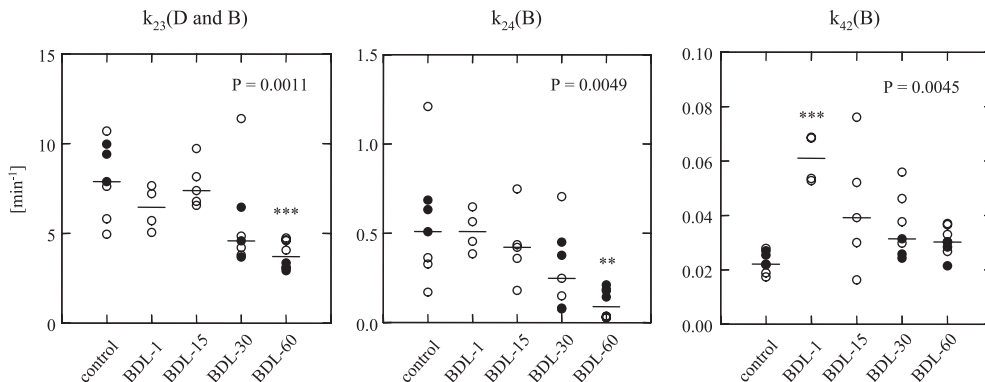 k₂₃(D and B)
k₂₄(B)
k₄₂(B)
15
10
5
0
[min⁻¹]
P = 0.0011
***
control
BDL-1
BDL-15
BDL-30
BDL-60
1.5
1.0
0.5
0.0
P = 0.0049
**
control
BDL-1
BDL-15
BDL-30
BDL-60
0.10
0.08
0.06
0.04
0.02
0.00
P = 0.0045
***
control
BDL-1
BDL-15
BDL-30
BDL-60